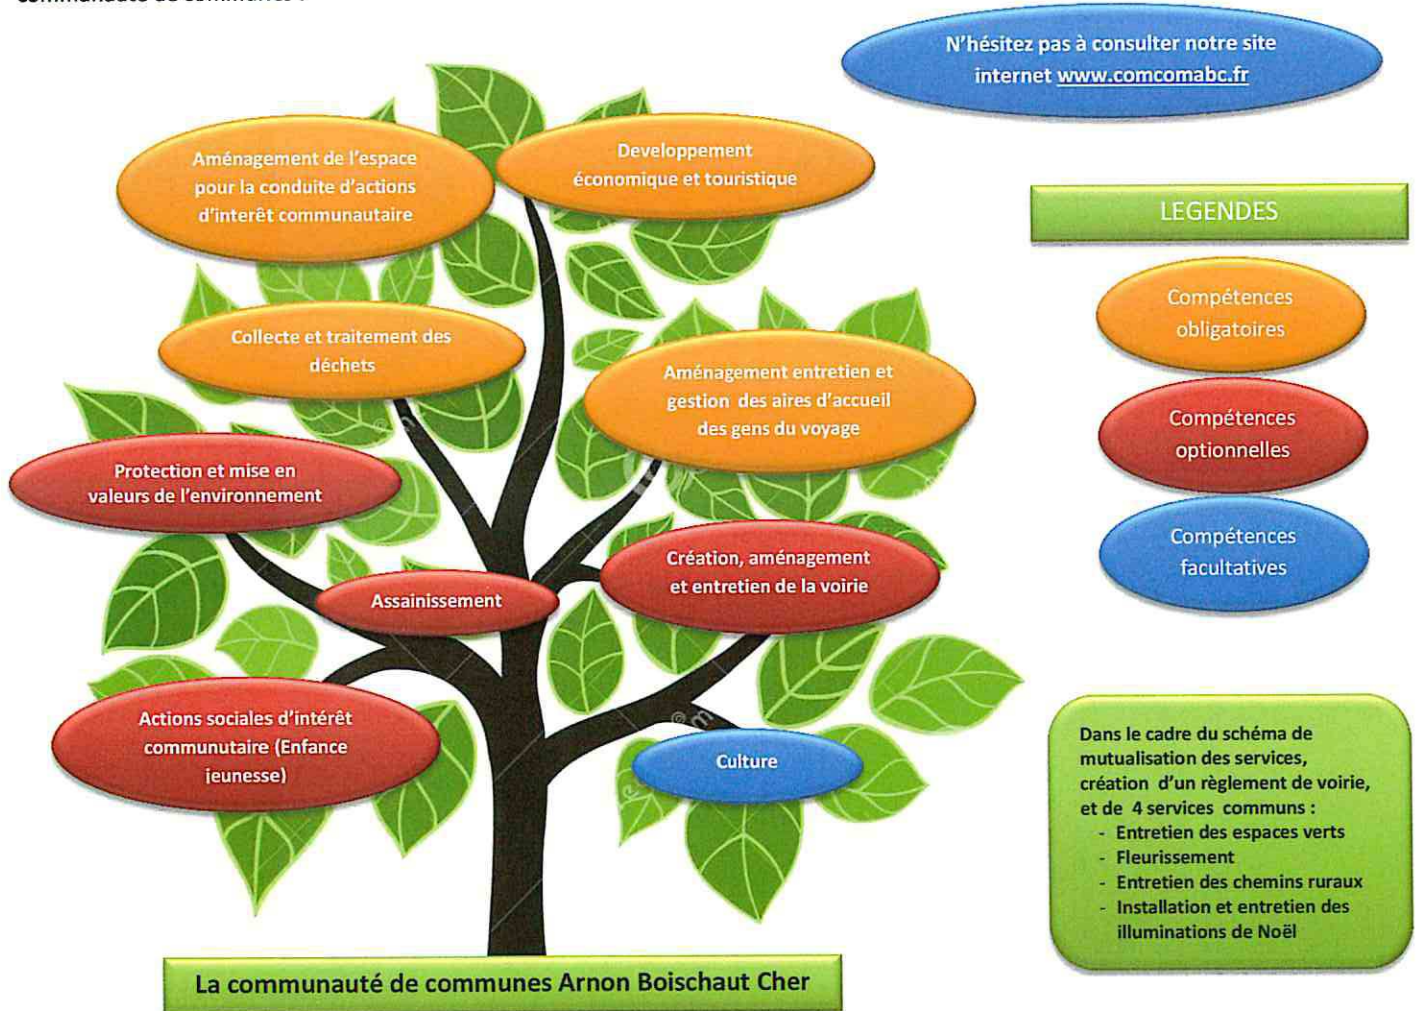 N'hésitez pas à consulter notre site
internet www.comcomabc.fr
Aménagement de l'espace
pour la conduite d'actions
d'interêt communautaire
Developpement
économique et touristique
LEGENDES
Compétences
obligatoires
Collecte et traitement des
déchets
Aménagement entretien et
gestion des aires d'accueil
des gens du voyage
Compétences
optionnelles
Protection et mise en
valeurs de l'environnement
Compétences
facultatives
Création, aménagement
et entretien de la voirie
Assainissement
Actions sociales d'intérêt
communutaire (Enfance
jeunesse)
Culture
Dans le cadre du schéma de
mutualisation des services,
création d'un règlement de voirie,
et de 4 services communs :
- Entretien des espaces verts
- Fleurissement
- Entretien des chemins ruraux
- Installation et entretien des
illuminations de Noël
La communauté de communes Arnon Boischaut Cher